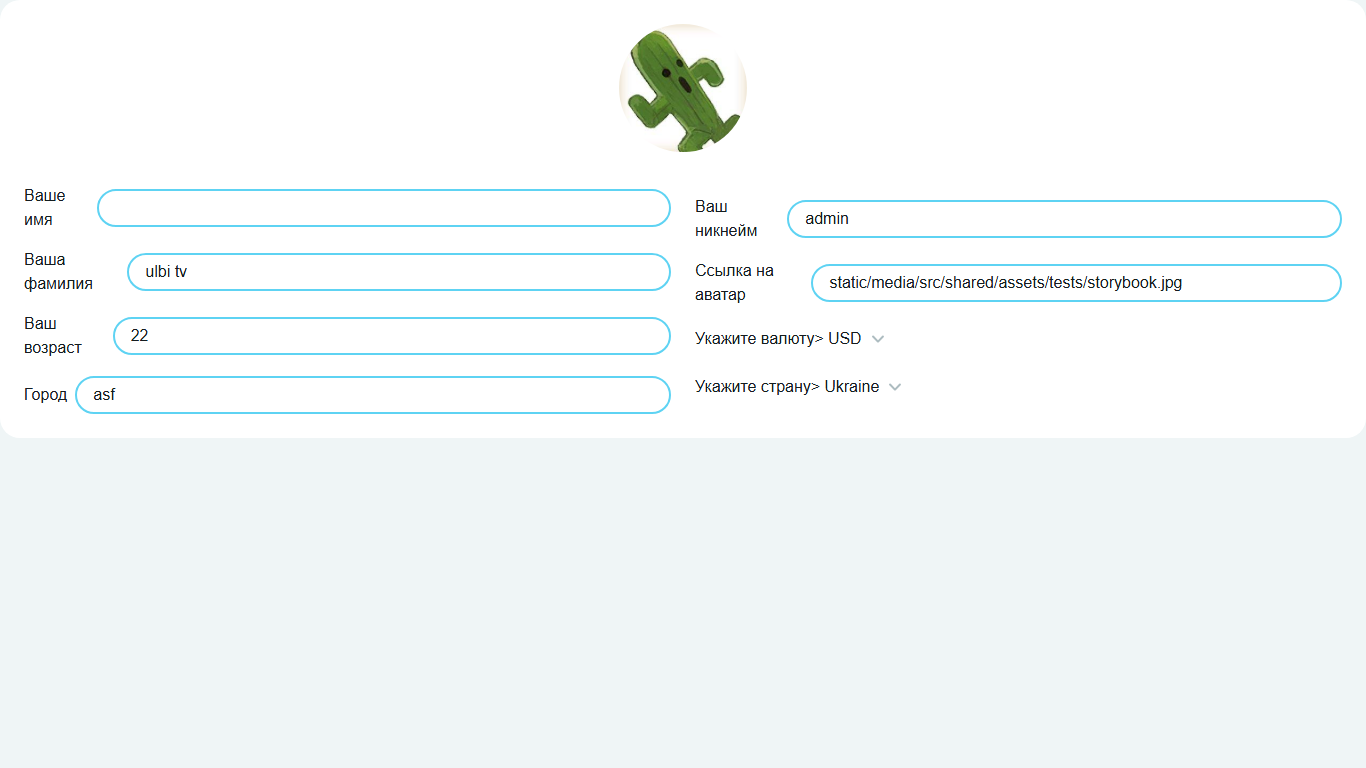 Ваше
имя
Ваша
фамилия
ulbi tv
Ваш
возраст
22
Город
asf
Ваш
никнейм
admin
Ссылка на
аватар
static/media/src/shared/assets/tests/storybook.jpg
Укажите валюту> USD
Укажите страну> Ukraine